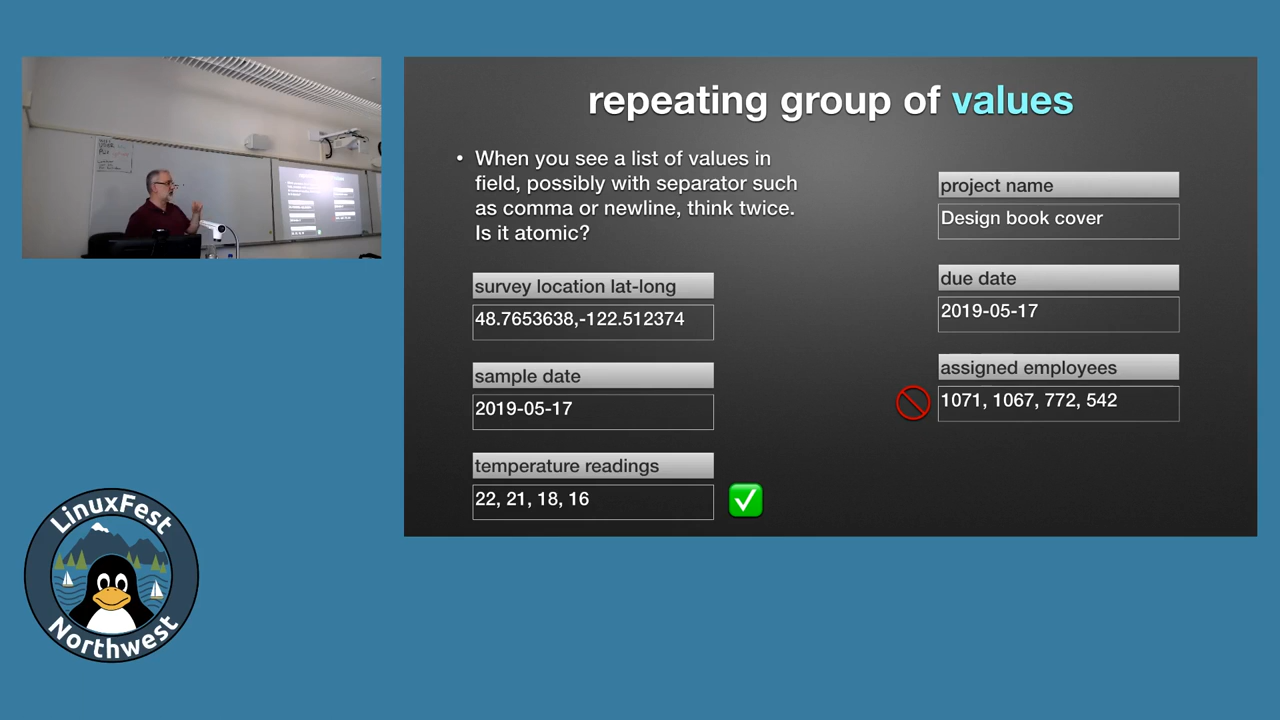 repeating group of values
• When you see a list of values in
field, possibly with separator such
as comma or newline, think twice.
Is it atomic?
survey location lat-long
48.7653638,-122.512374
sample date
2019-05-17
temperature readings
22, 21, 18, 16
project name
Design book cover
due date
2019-05-17
assigned employees
1071, 1067, 772, 542
LinuxFest
Northwest